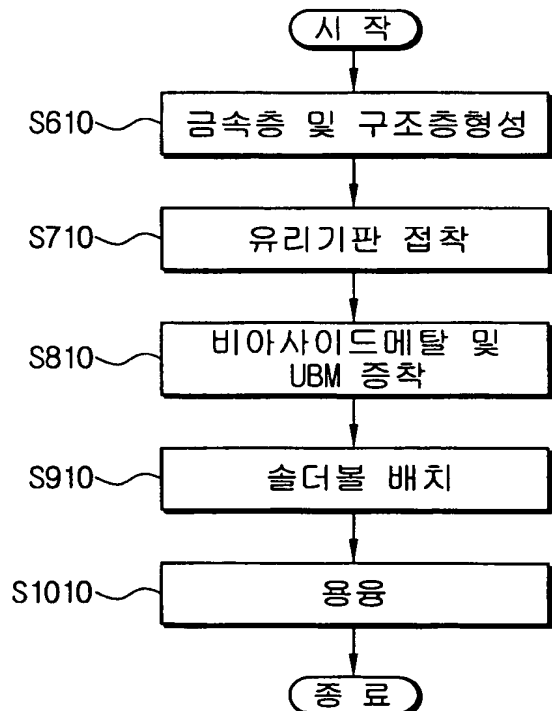 시 작
S610
금속층 및 구조층형성
S710
유리기판 접착
S810
비아사이드메탈 및
UBM 증착
S910
솔더볼 배치
S1010
용융
종 료